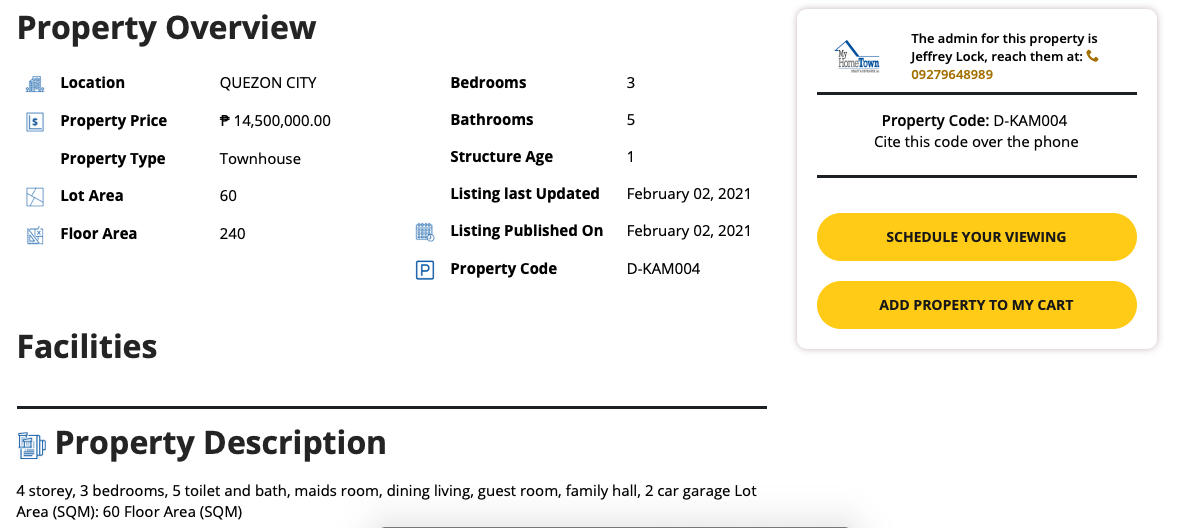 Property Overview
Location QUEZON CITY
Property Price ₱ 14,500,000.00
Property Type Townhouse
Lot Area 60
Floor Area 240
Bedrooms 3
Bathrooms 5
Structure Age 1
Listing last Updated February 02, 2021
Listing Published On February 02, 2021
Property Code D-KAM004
My
HomeTown
The admin for this property is
Jeffrey Lock, reach them at:
09279648989
Property Code: D-KAM004
Cite this code over the phone
SCHEDULE YOUR VIEWING
ADD PROPERTY TO MY CART
Facilities
Property Description
4 storey, 3 bedrooms, 5 toilet and bath, maids room, dining living, guest room, family hall, 2 car garage Lot
Area (SQM): 60 Floor Area (SQM)